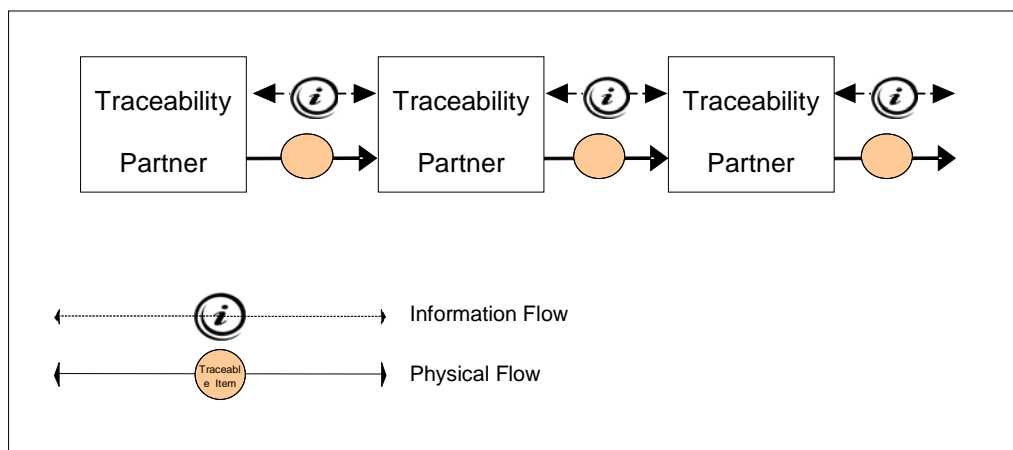 Traceability
Partner
i
Traceability
Partner
i
Traceability
Partner
i
i
Information Flow
Traceabl
e Item
Physical Flow